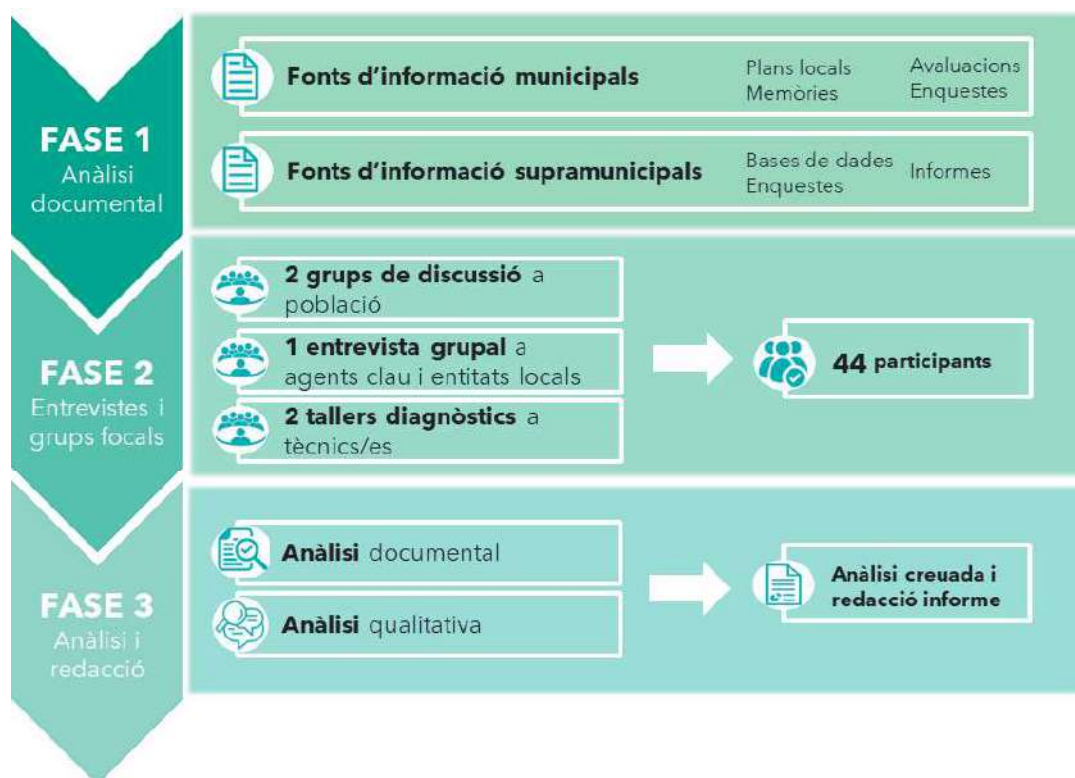 FASE 1
Anàlisi
documental
Fonts d'informació municipals
Plans locals
Memòries
Avaluacions
Enquestes
Fonts d'informació supramunicipals
Bases de dades
Enquestes
Informes
FASE 2
Entrevistes i
grups focals
2 grups de discussió a
població
1 entrevista grupal a
agents clau i entitats locals
2 tallers diagnòstics a
tècnics/es
44 participants
FASE 3
Anàlisi i
redacció
Anàlisi documental
Anàlisi qualitativa
Anàlisi creuada i
redacció informe